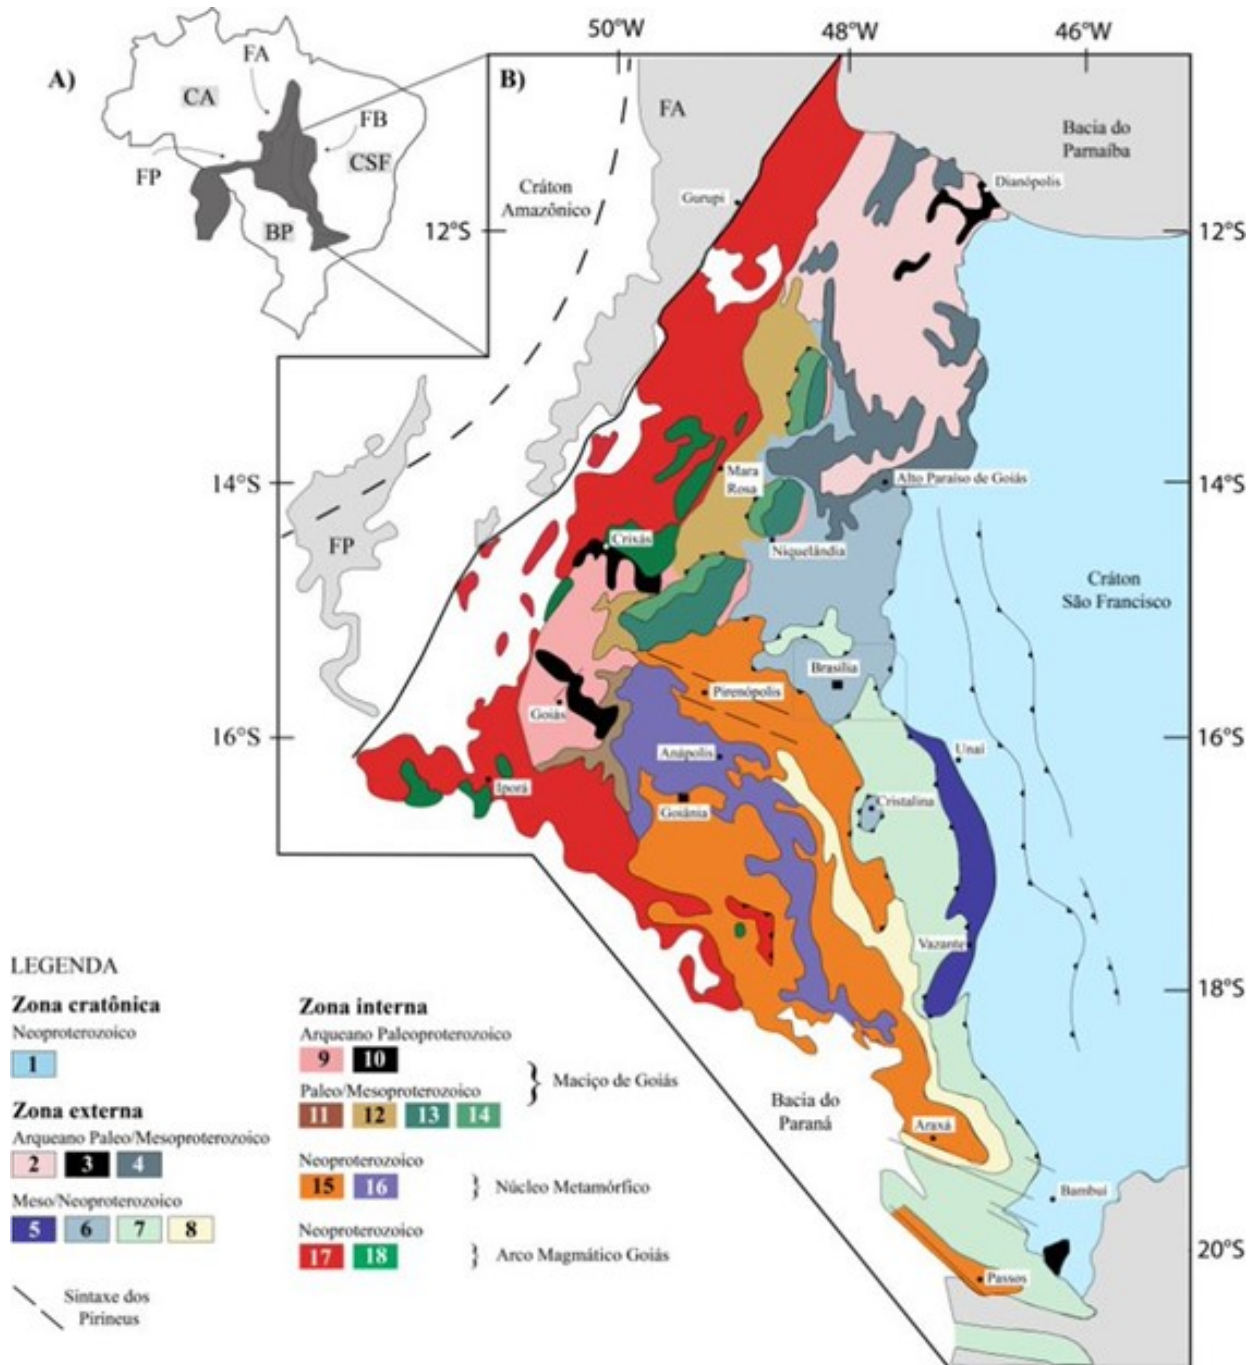 50°W 48°W 46°W
A)
FA
CA
FB
CSF
FP
BP
B)
FA
Bacia do
Parnaíba
Cráton
Amazônico
Gurupi
Dianópolis
12°S
12°S
Mara
Rosa
Alto Paraíso de Goiás
14°S
14°S
FP
Crixás
Niquelândia
Cráton
São Francisco
Brasília
Pirenópolis
Goiás
16°S
16°S
Anápolis
Unaí
Iporá
Goiânia
Cristalina
Vazante
18°S
Bacia do
Paraná
Araxá
Bambuí
20°S
Passos
LEGENDA
Zona cratônica
Neoproterozoico
1
Zona externa
Arqueano Paleo/Mesoproterozoico
2 3 4
Meso/Neoproterozoico
5 6 7 8
Sintaxe dos
Pirineus
Zona interna
Arqueano Paleoproterozoico
9 10
} Maciço de Goiás
Paleo/Mesoproterozoico
11 12 13 14
Neoproterozoico
15 16 } Núcleo Metamórfico
Neoproterozoico
17 18 } Arco Magmático Goiás